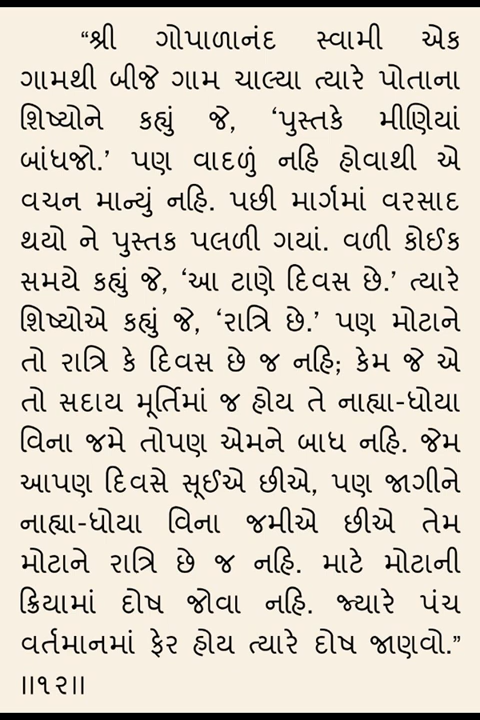 “શ્રી ગોપાળાનંદ સ્વામી એક
ગામથી બીજે ગામ ચાલ્યા ત્યારે પોતાના
શિષ્યોને કહ્યું જે, ‘પુસ્તકે મીણિયાં
બાંધજો.’ પણ વાદળું નહિ હોવાથી એ
વચન માન્યું નહિ. પછી માર્ગમાં વરસાદ
થયો ને પુસ્તક પલળી ગયાં. વળી કોઈક
સમયે કહ્યું જે, ‘આ ટાણે દિવસ છે.’ ત્યારે
શિષ્યોએ કહ્યું જે, ‘રાત્રિ છે.’ પણ મોટાને
તો રાત્રિ કે દિવસ છે જ નહિ; કેમ જે એ
તો સદાય મૂર્તિમાં જ હોય તે નાહ્યા-ધોયા
વિના જમે તોપણ એમને બાધ નહિ. જેમ
આપણ દિવસે સૂઈએ છીએ, પણ જાગીને
નાહ્યા-ધોયા વિના જમીએ છીએ તેમ
મોટાને રાત્રિ છે જ નહિ. માટે મોટાની
ક્રિયામાં દોષ જોવા નહિ. જ્યારે પંચ
વર્તમાનમાં ફેર હોય ત્યારે દોષ જાણવો.”
॥૧૨॥